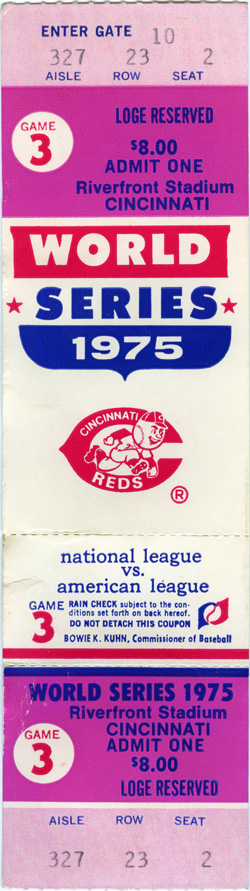 ENTER GATE 10
327 23 2
AISLE ROW SEAT
GAME
3
LOGE RESERVED
$8.00
ADMIT ONE
Riverfront Stadium
CINCINNATI
WORLD
SERIES
1975
CINCINNATI
REDS
®
national league
vs.
american league
GAME
3
RAIN CHECK subject to the con-
ditions set forth on back hereof.
DO NOT DETACH THIS COUPON
BOWIE K. KUHN, Commissioner of Baseball
WORLD SERIES 1975
Riverfront Stadium
CINCINNATI
ADMIT ONE
$8.00
LOGE RESERVED
GAME
3
AISLE ROW SEAT
327 23 2